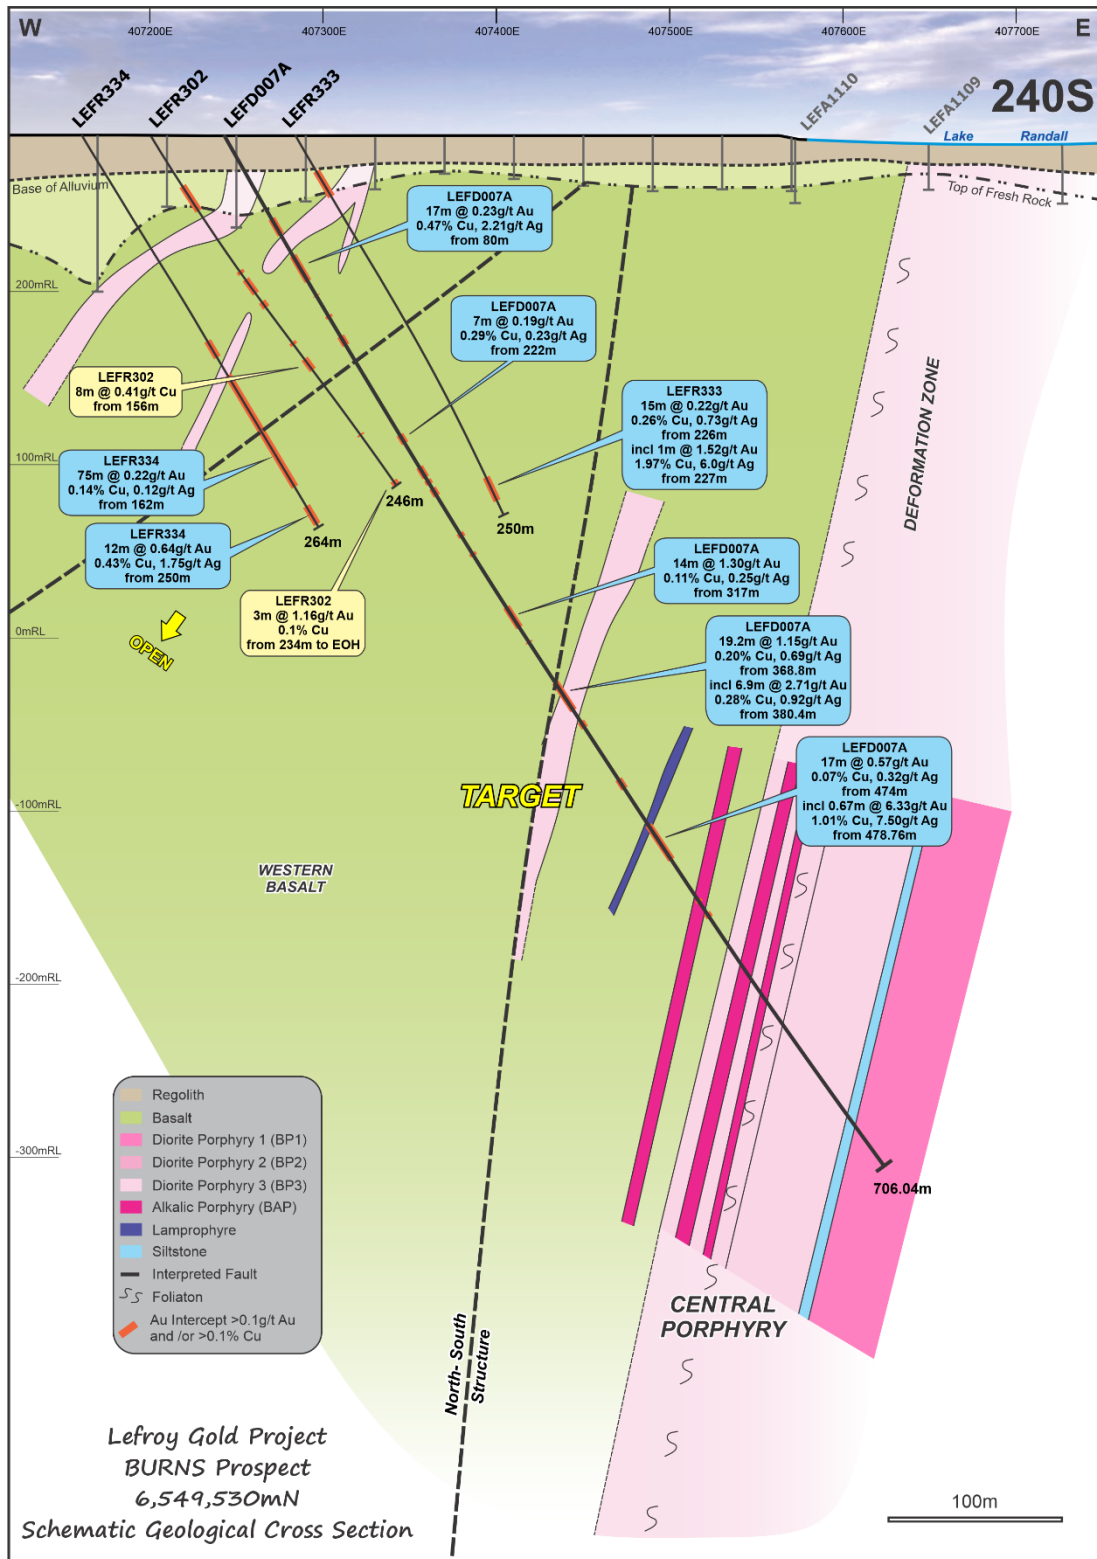 W
407200E
407300E
407400E
407500E
407600E
407700E
E
LEFR334
LEFR302
LEFD007A
LEFR333
LEFA1110
LEFA1109
240S
Lake Randall
Base of Alluvium
Top of Fresh Rock
LEFD007A
17m @ 0.23g/t Au
0.47% Cu, 2.21g/t Ag
from 80m
200mRL
LEFD007A
7m @ 0.19g/t Au
0.29% Cu, 0.23g/t Ag
from 222m
LEFR302
8m @ 0.41g/t Cu
from 156m
LEFR333
15m @ 0.22g/t Au
0.26% Cu, 0.73g/t Ag
from 226m
incl 1m @ 1.52g/t Au
1.97% Cu, 6.0g/t Ag
from 227m
DEFORMATION ZONE
100mRL
LEFR334
75m @ 0.22g/t Au
0.14% Cu, 0.12g/t Ag
from 162m
246m
250m
264m
LEFR334
12m @ 0.64g/t Au
0.43% Cu, 1.75g/t Ag
from 250m
LEFD007A
14m @ 1.30g/t Au
0.11% Cu, 0.25g/t Ag
from 317m
LEFR302
3m @ 1.16g/t Au
0.1% Cu
from 234m to EOH
0mRL
OPEN
LEFD007A
19.2m @ 1.15g/t Au
0.20% Cu, 0.69g/t Ag
from 368.8m
incl 6.9m @ 2.71g/t Au
0.28% Cu, 0.92g/t Ag
from 380.4m
LEFD007A
17m @ 0.57g/t Au
0.07% Cu, 0.32g/t Ag
from 474m
incl 0.67m @ 6.33g/t Au
1.01% Cu, 7.50g/t Ag
from 478.76m
TARGET
-100mRL
WESTERN
BASALT
-200mRL
-300mRL
706.04m
Regolith
Basalt
Diorite Porphyry 1 (BP1)
Diorite Porphyry 2 (BP2)
Diorite Porphyry 3 (BP3)
Alkalic Porphyry (BAP)
Lamprophyre
Siltstone
Interpreted Fault
Foliaton
Au Intercept >0.1g/t Au
and /or >0.1% Cu
CENTRAL
PORPHYRY
North- South
Structure
Lefroy Gold Project
BURNS Prospect
6,549,530mN
Schematic Geological Cross Section
100m